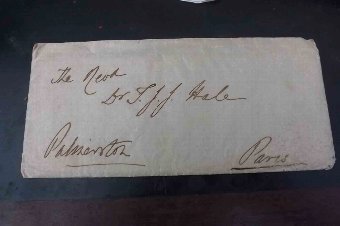 The Revd
Dr T. J. J. Hale
Palmerston
Paris